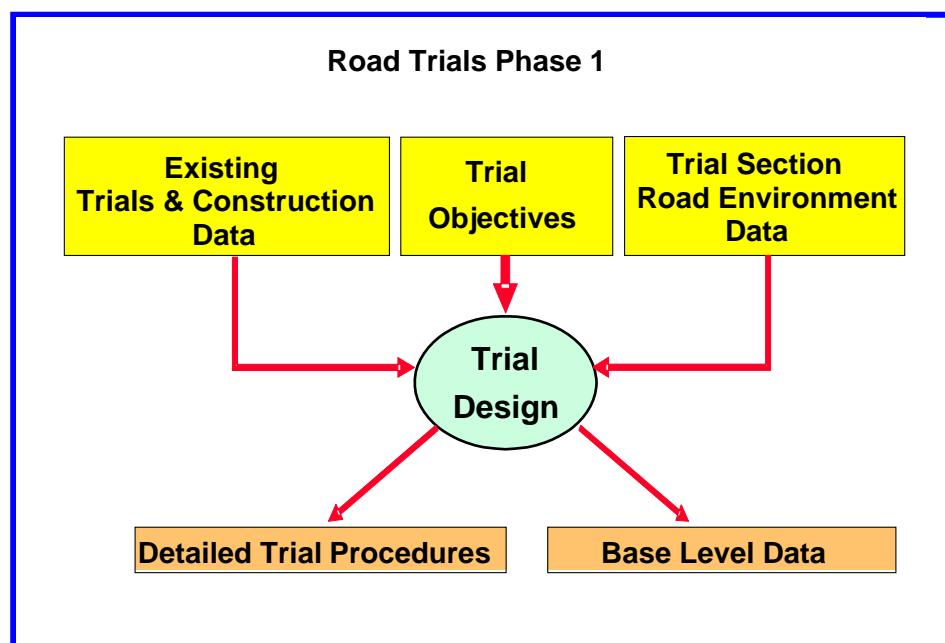 Road Trials Phase 1
Existing
Trials & Construction
Data
Trial
Objectives
Trial Section
Road Environment
Data
Trial
Design
Detailed Trial Procedures
Base Level Data